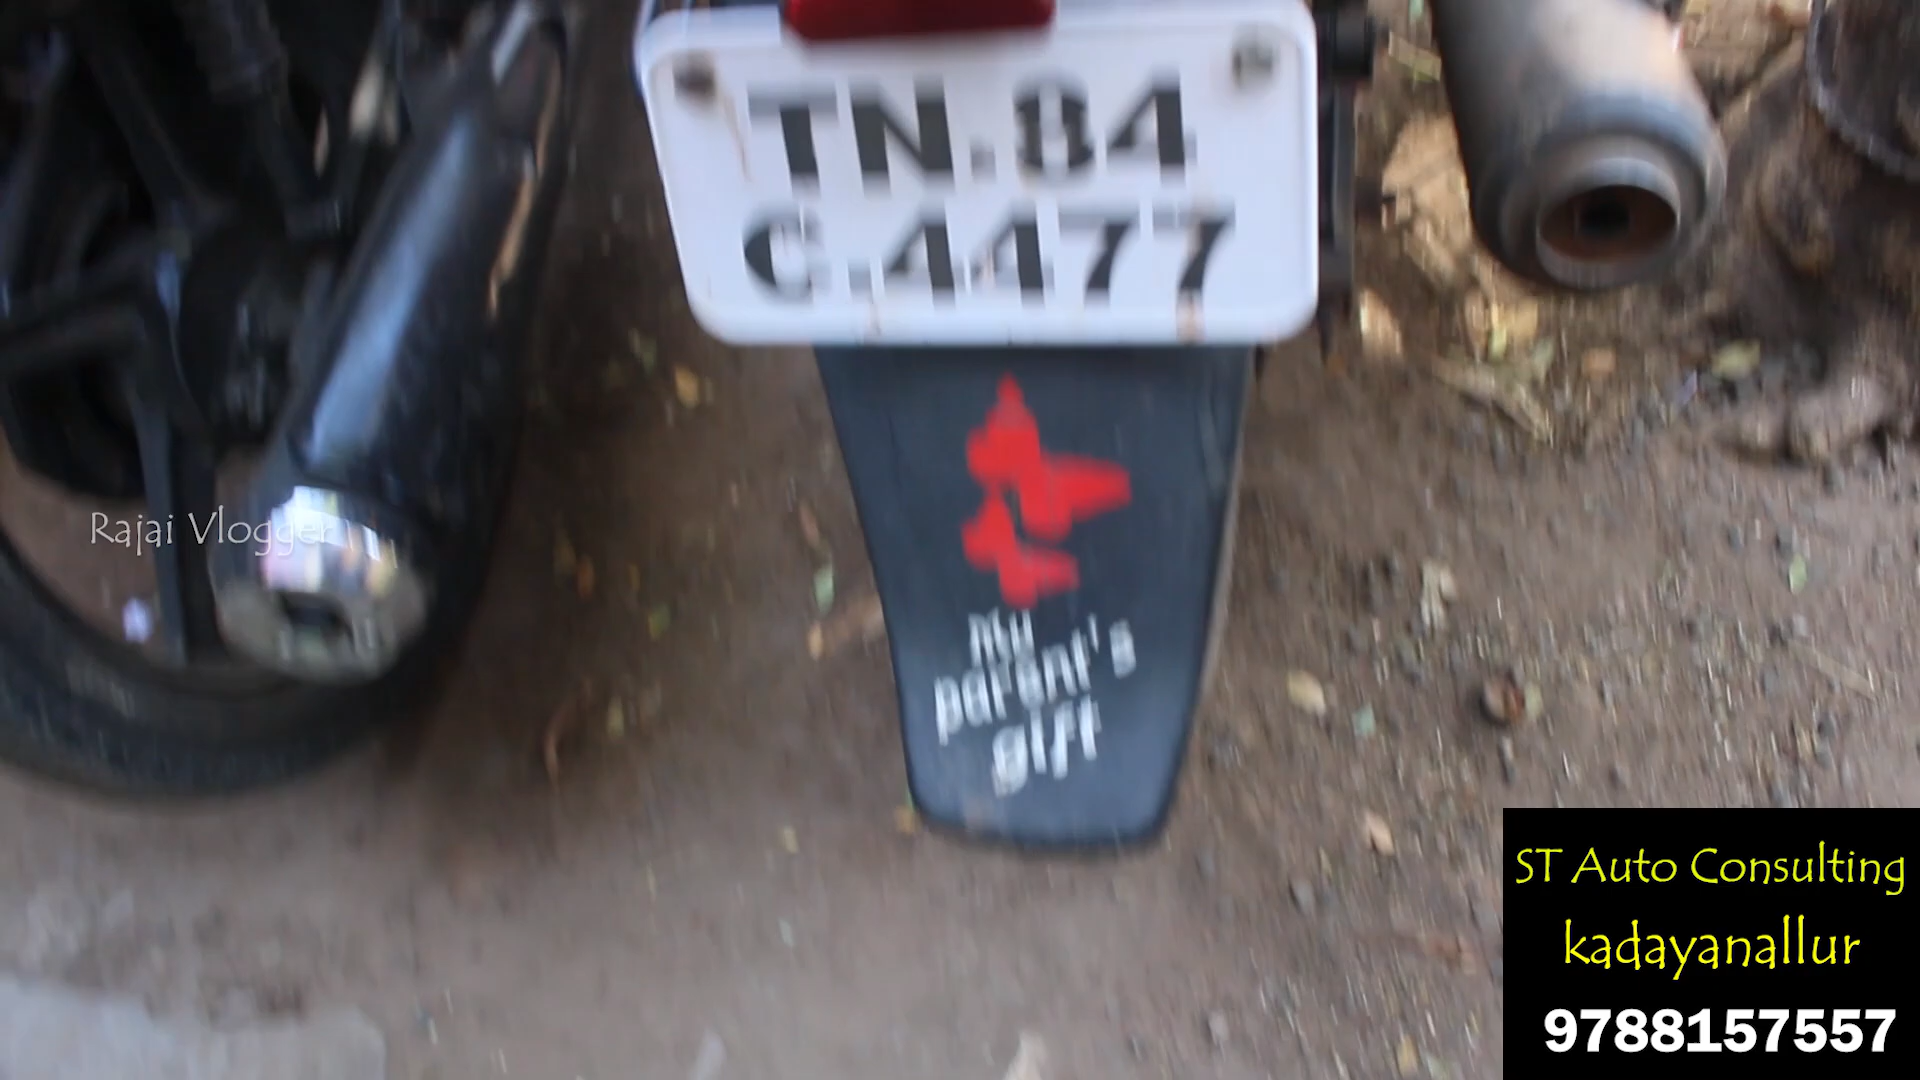 TN.84
C.4477
My
parent's
gift
Rajai Vlogger
ST Auto Consulting
kadayanallur
9788157557